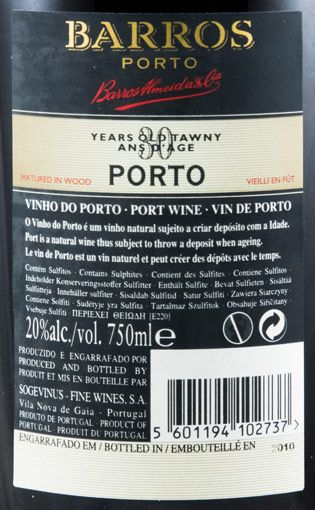 BARROS
PORTO
Barros Almeida & Ca
YEARS OLD TAWNY
30
ANS D'ÂGE
MATURED IN WOOD
PORTO
VIEILLI EN FÛT
VINHO DO PORTO · PORT WINE · VIN DE PORTO
O Vinho do Porto é um vinho natural sujeito a criar depósito com a Idade.
Port is a natural wine thus subject to throw a deposit when ageing.
Le vin de Porto est un vin naturel et peut créer des dépôts avec le temps.
Contém Sulfitos - Contains Sulphites - Contient des Sulfites - Contiene Sulfitos -
Indeholder Konserveringsstoffer Sulfitter - Enthält Sulfite - Bevat Sulfieten - Sisältää
Sulfiitteja - Innehåller sulfiter - Sisaldab Sulfit - Satur Sulfīti - Zawiera Siarczyny -
Contiene Solfiti - Sudėtyje yra Sulfitu - Tartalmaz Szulfitok - Obsahuje Siričitany -
Vsebuje Sulfiti ΠΕΡΙΕΧΕΙ ΘΕΙΩΔΗ [E220]
20%alc./vol. 750ml e
PRODUZIDO E ENGARRAFADO POR
PRODUCED AND BOTTLED BY
PRODUIT ET MIS EN BOUTEILLE PAR
SOGEVINUS - FINE WINES, S.A.
Vila Nova de Gaia - Portugal
PRODUTO DE PORTUGAL - PRODUCT OF
PORTUGAL - PRODUIT DU PORTUGAL
5 601194 102737 >
ENGARRAFADO EM / BOTTLED IN / EMBOUTEILLÉ EN 2010